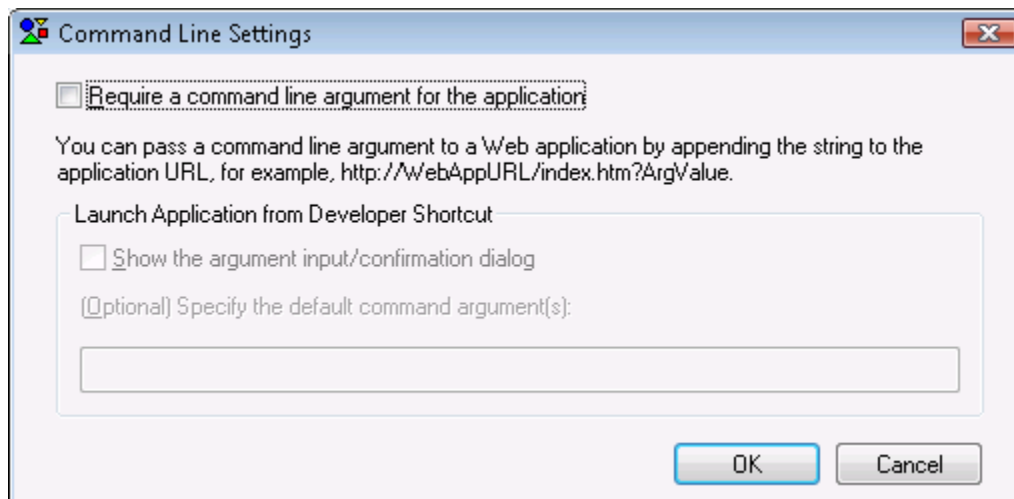 Command Line Settings
Require a command line argument for the application
You can pass a command line argument to a Web application by appending the string to the
application URL, for example, http://WebAppURL/index.htm?ArgValue.
Launch Application from Developer Shortcut
Show the argument input/confirmation dialog
(Optional) Specify the default command argument(s):
OK Cancel